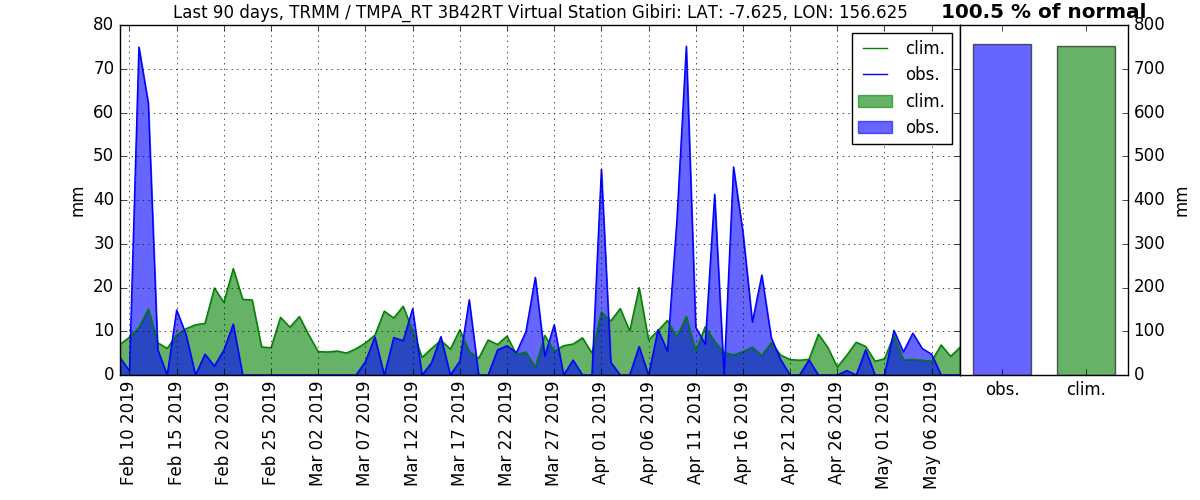 Last 90 days, TRMM / TMPA_RT 3B42RT Virtual Station Gibiri: LAT: -7.625, LON: 156.625
100.5 % of normal
80
70
60
50
40
30
20
10
0
mm
clim.
obs.
clim.
obs.
800
700
600
500
400
300
200
100
0
mm
obs.
clim.
Feb 10 2019
Feb 15 2019
Feb 20 2019
Feb 25 2019
Mar 02 2019
Mar 07 2019
Mar 12 2019
Mar 17 2019
Mar 22 2019
Mar 27 2019
Apr 01 2019
Apr 06 2019
Apr 11 2019
Apr 16 2019
Apr 21 2019
Apr 26 2019
May 01 2019
May 06 2019